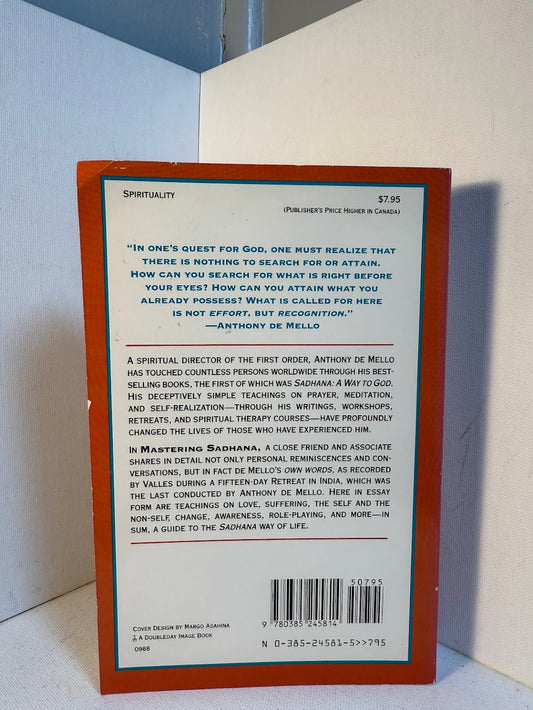 SPIRITUALITY
$7.95
(PUBLISHER'S PRICE HIGHER IN CANADA)
"IN ONE'S QUEST FOR GOD, ONE MUST REALIZE THAT
THERE IS NOTHING TO SEARCH FOR OR ATTAIN.
HOW CAN YOU SEARCH FOR WHAT IS RIGHT BEFORE
YOUR EYES? HOW CAN YOU ATTAIN WHAT YOU
ALREADY POSSESS? WHAT IS CALLED FOR HERE
IS NOT EFFORT, BUT RECOGNITION."
—ANTHONY DE MELLO
A SPIRITUAL DIRECTOR OF THE FIRST ORDER, ANTHONY DE MELLO
HAS TOUCHED COUNTLESS PERSONS WORLDWIDE THROUGH HIS BEST-
SELLING BOOKS, THE FIRST OF WHICH WAS SADHANA: A WAY TO GOD.
HIS DECEPTIVELY SIMPLE TEACHINGS ON PRAYER, MEDITATION,
AND SELF-REALIZATION—THROUGH HIS WRITINGS, WORKSHOPS,
RETREATS, AND SPIRITUAL THERAPY COURSES—HAVE PROFOUNDLY
CHANGED THE LIVES OF THOSE WHO HAVE EXPERIENCED HIM.
IN MASTERING SADHANA, A CLOSE FRIEND AND ASSOCIATE
SHARES IN DETAIL NOT ONLY PERSONAL REMINISCENCES AND CON-
VERSATIONS, BUT IN FACT DE MELLO'S OWN WORDS, AS RECORDED
BY VALLES DURING A FIFTEEN-DAY RETREAT IN INDIA, WHICH WAS
THE LAST CONDUCTED BY ANTHONY DE MELLO. HERE IN ESSAY
FORM ARE TEACHINGS ON LOVE, SUFFERING, THE SELF AND THE
NON-SELF, CHANGE, AWARENESS, ROLE-PLAYING, AND MORE—IN
SUM, A GUIDE TO THE SADHANA WAY OF LIFE.
50795
9 780385 245814
COVER DESIGN BY MARGO ASAHINA
A DOUBLEDAY IMAGE BOOK
0988
N 0-385-24581-5>>795